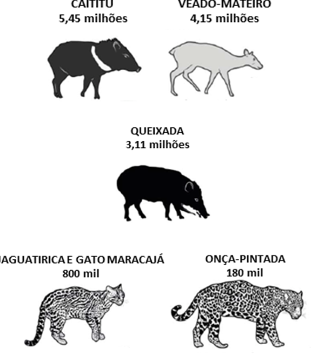 CAITITU
5,45 milhões
VEADO-MATEIRO
4,15 milhões
QUEIXADA
3,11 milhões
JAGUATIRICA E GATO MARACAJÁ
800 mil
ONÇA-PINTADA
180 mil